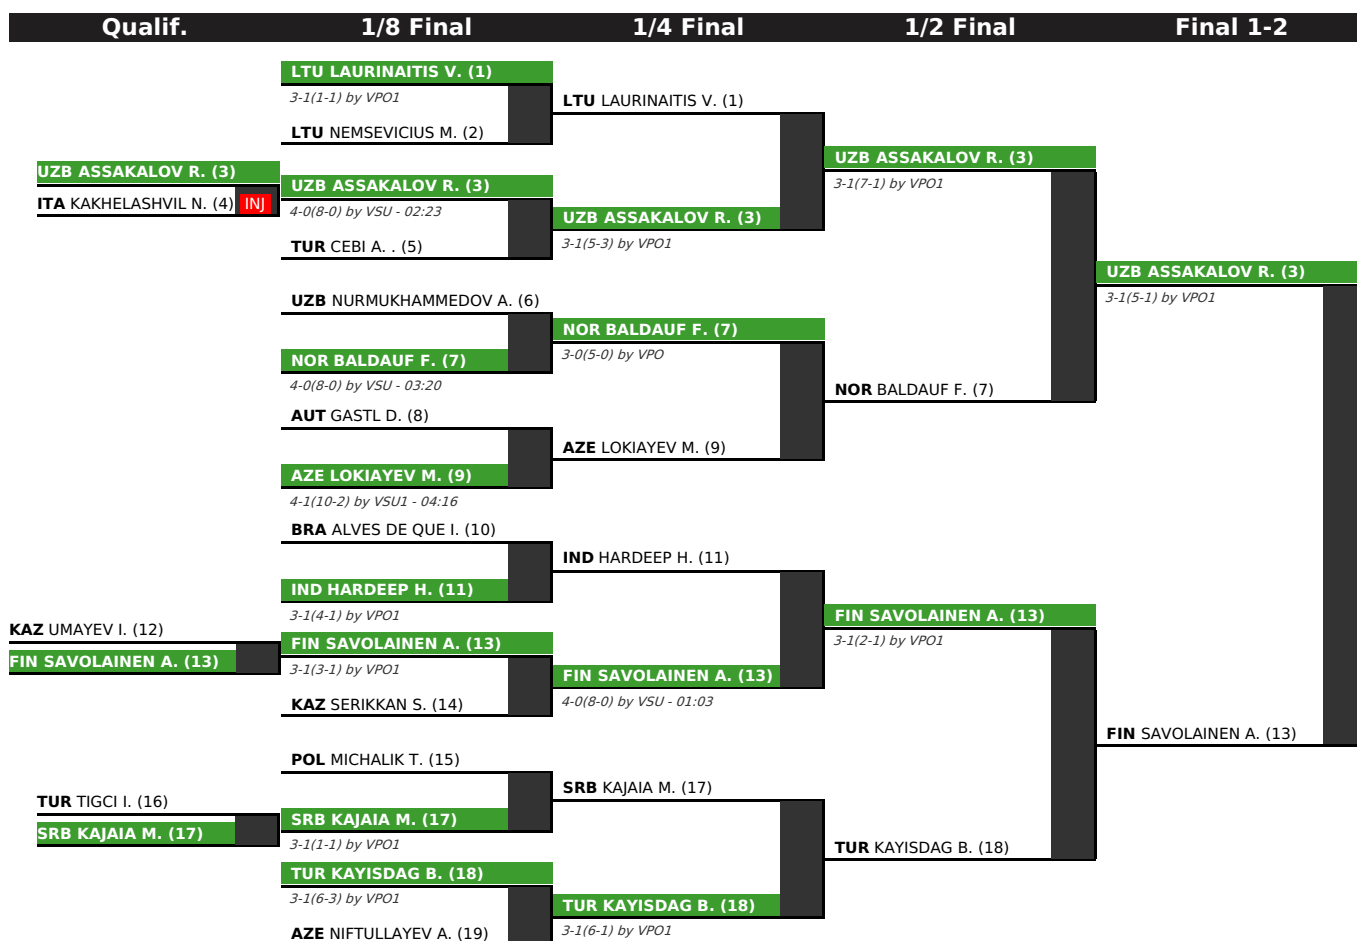 Qualif.
1/8 Final
1/4 Final
1/2 Final
Final 1-2
UZB ASSAKALOV R. (3)
ITA KAKHELASHVIL N. (4) INJ
KAZ UMAYEV I. (12)
FIN SAVOLAINEN A. (13)
TUR TIGCI I. (16)
SRB KAJAIA M. (17)
LTU LAURINAITIS V. (1)
3-1(1-1) by VPO1
LTU NEMSEVICIUS M. (2)
UZB ASSAKALOV R. (3)
4-0(8-0) by VSU - 02:23
TUR CEBI A. . (5)
UZB NURMUKHAMMEDOV A. (6)
NOR BALDAUF F. (7)
4-0(8-0) by VSU - 03:20
AUT GASTL D. (8)
AZE LOKIAYEV M. (9)
4-1(10-2) by VSU1 - 04:16
BRA ALVES DE QUE I. (10)
IND HARDEEP H. (11)
3-1(4-1) by VPO1
FIN SAVOLAINEN A. (13)
3-1(3-1) by VPO1
KAZ SERIKKAN S. (14)
POL MICHALIK T. (15)
SRB KAJAIA M. (17)
3-1(1-1) by VPO1
TUR KAYISDAG B. (18)
3-1(6-3) by VPO1
AZE NIFTULLAYEV A. (19)
LTU LAURINAITIS V. (1)
UZB ASSAKALOV R. (3)
3-1(5-3) by VPO1
NOR BALDAUF F. (7)
3-0(5-0) by VPO
AZE LOKIAYEV M. (9)
IND HARDEEP H. (11)
FIN SAVOLAINEN A. (13)
4-0(8-0) by VSU - 01:03
SRB KAJAIA M. (17)
TUR KAYISDAG B. (18)
3-1(6-1) by VPO1
UZB ASSAKALOV R. (3)
3-1(7-1) by VPO1
NOR BALDAUF F. (7)
FIN SAVOLAINEN A. (13)
3-1(2-1) by VPO1
TUR KAYISDAG B. (18)
UZB ASSAKALOV R. (3)
3-1(5-1) by VPO1
FIN SAVOLAINEN A. (13)